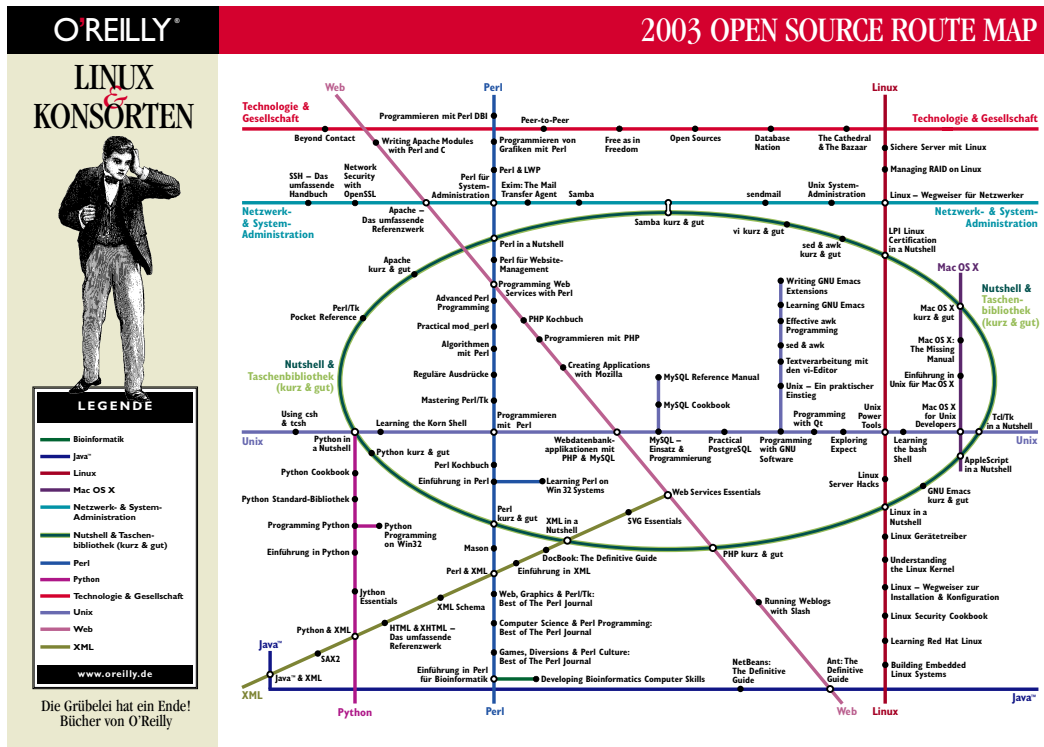 O'REILLY®
2003 OPEN SOURCE ROUTE MAP
LINUX
&
KONSORTEN
LEGENDE
Bioinformatik
Java™
Linux
Mac OS X
Netzwerk- & System-
Administration
Nutshell & Taschen-
bibliothek (kurz & gut)
Perl
Python
Technologie & Gesellschaft
Unix
Web
XML
www.oreilly.de
Die Grübelei hat ein Ende!
Bücher von O'Reilly
Web
Perl
Linux
Technologie &
Gesellschaft
Programmieren mit Perl DBI
Peer-to-Peer
Technologie & Gesellschaft
Beyond Contact
Writing Apache Modules
with Perl and C
Programmieren von
Grafiken mit Perl
Free as in
Freedom
Open Sources
Database
Nation
The Cathedral
& The Bazaar
Sichere Server mit Linux
Perl & LWP
Managing RAID on Linux
SSH – Das
umfassende
Handbuch
Network
Security
with
OpenSSL
Perl für
System-
Administration
Exim: The Mail
Transfer Agent
Samba
sendmail
Unix System-
Administration
Linux – Wegweiser für Netzwerker
Netzwerk-
& System-
Administration
Apache –
Das umfassende
Referenzwerk
Samba kurz & gut
vi kurz & gut
sed & awk
kurz & gut
LPI Linux
Certification
in a Nutshell
Netzwerk- & System-
Administration
Perl in a Nutshell
Apache
kurz & gut
Perl für Website-
Management
Mac OS X
Programming Web
Services with Perl
Writing GNU Emacs
Extensions
Nutshell &
Taschen-
bibliothek
(kurz & gut)
Perl/Tk
Pocket Reference
Advanced Perl
Programming
PHP Kochbuch
Learning GNU Emacs
Mac OS X
kurz & gut
Practical mod_perl
Programmieren mit PHP
Effective awk
Programming
Algorithmen
mit Perl
sed & awk
Mac OS X:
The Missing
Manual
Nutshell &
Taschenbibliothek
(kurz & gut)
Reguläre Ausdrücke
Creating Applications
with Mozilla
MySQL Reference Manual
Textverarbeitung mit
den vi-Editor
Einführung in
Unix für Mac OS X
Mastering Perl/Tk
MySQL Cookbook
Unix – Ein praktischer
Einstieg
Using csh
& tcsh
Learning the Korn Shell
Programmieren
mit Perl
Programming
with Qt
Unix
Power
Tools
Mac OS X
for Unix
Developers
Tcl/Tk
in a Nutshell
Unix
Python in
a Nutshell
Python kurz & gut
Webdatenbank-
applikationen mit
PHP & MySQL
MySQL –
Einsatz &
Programmierung
Practical
PostgreSQL
Programming
with GNU
Software
Exploring
Expect
Learning
the bash
Shell
AppleScript
in a Nutshell
Unix
Python Cookbook
Perl Kochbuch
Einführung in Perl
Learning Perl on
Win 32 Systems
Linux
Server Hacks
GNU Emacs
kurz & gut
Python Standard-Bibliothek
Web Services Essentials
Programming Python
Python
Programming
on Win32
Perl
kurz & gut
XML in a
Nutshell
SVG Essentials
Linux in a
Nutshell
Einführung in Python
Mason
DocBook: The Definitive Guide
PHP kurz & gut
Linux Gerätetreiber
Perl & XML
Einführung in XML
Understanding
the Linux Kernel
Jython
Essentials
XML Schema
Web, Graphics & Perl/Tk:
Best of The Perl Journal
Running Weblogs
with Slash
Linux – Wegweiser zur
Installation & Konfiguration
Python & XML
HTML & XHTML –
Das umfassende
Referenzwerk
Computer Science & Perl Programming:
Best of The Perl Journal
Linux Security Cookbook
Java™
SAX2
Games, Diversions & Perl Culture:
Best of The Perl Journal
Learning Red Hat Linux
Java™ & XML
Einführung in Perl
für Bioinformatik
Developing Bioinformatics Computer Skills
NetBeans:
The Definitive
Guide
Ant: The
Definitive
Guide
Building Embedded
Linux Systems
XML
Java™
Python
Perl
Web
Linux